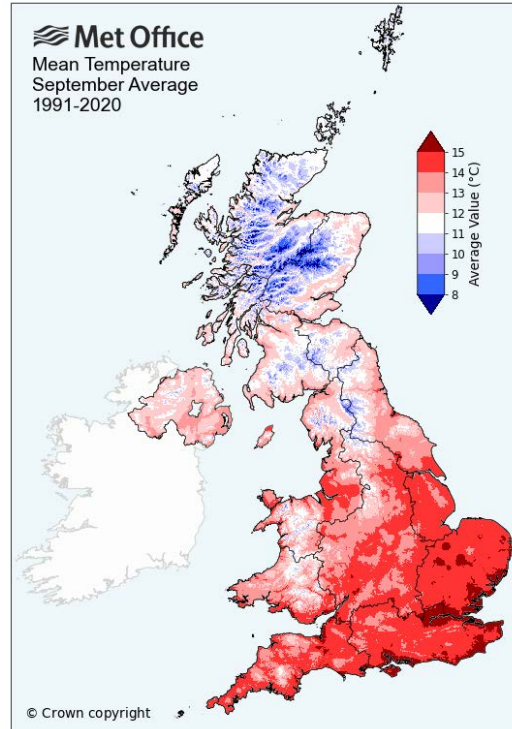 Met Office
Mean Temperature
September Average
1991-2020
15
14
13
12
11
10
9
8
Average Value (°C)
© Crown copyright